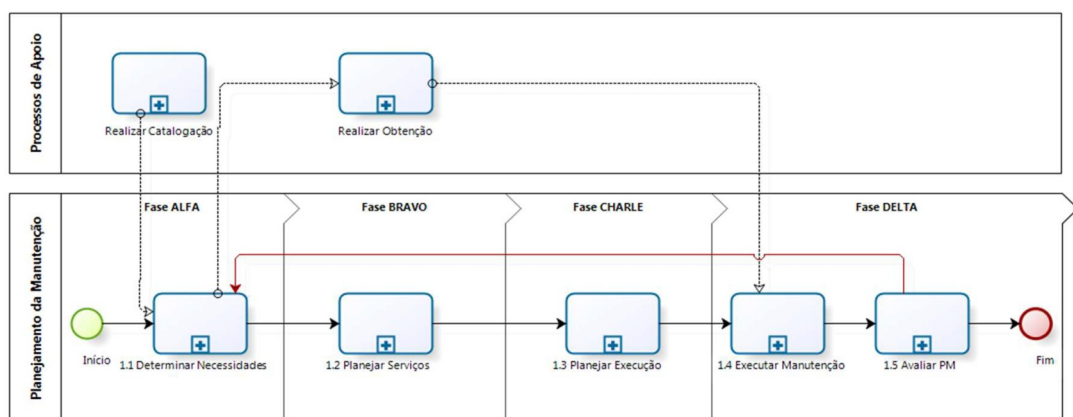 Processos de Apoio
Realizar Catalogação
Realizar Obtenção
Planejamento da Manutenção
Fase ALFA
Fase BRAVO
Fase CHARLE
Fase DELTA
Início
1.1 Determinar Necessidades
1.2 Planejar Serviços
1.3 Planejar Execução
1.4 Executar Manutenção
1.5 Avaliar PM
Fim